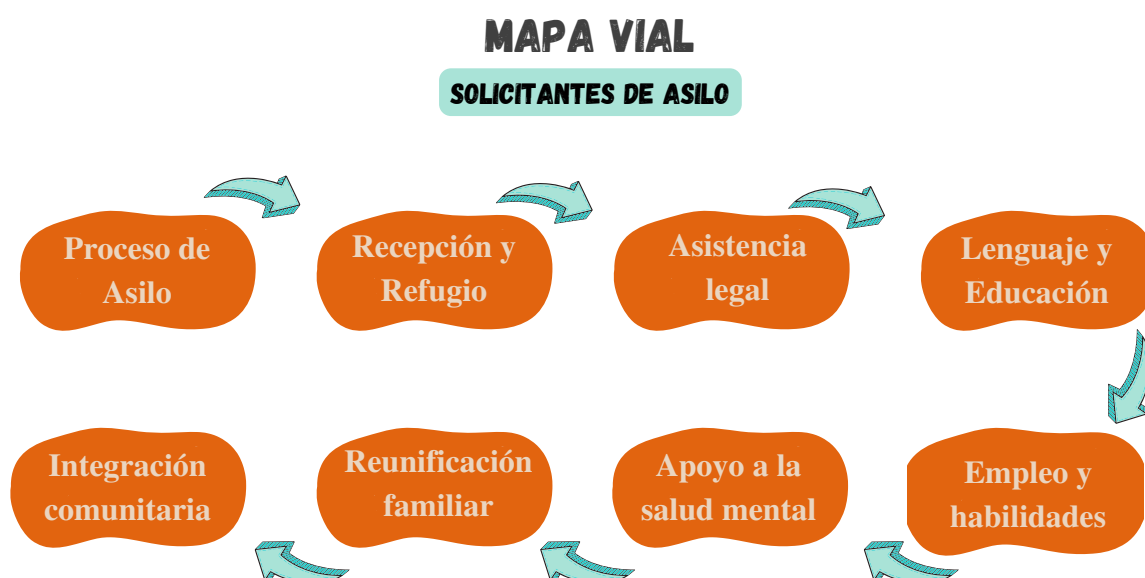 MAPA VIAL
SOLICITANTES DE ASILO
Proceso de
Asilo
Recepción y
Refugio
Asistencia
legal
Lenguaje y
Educación
Empleo y
habilidades
Apoyo a la
salud mental
Reunificación
familiar
Integración
comunitaria